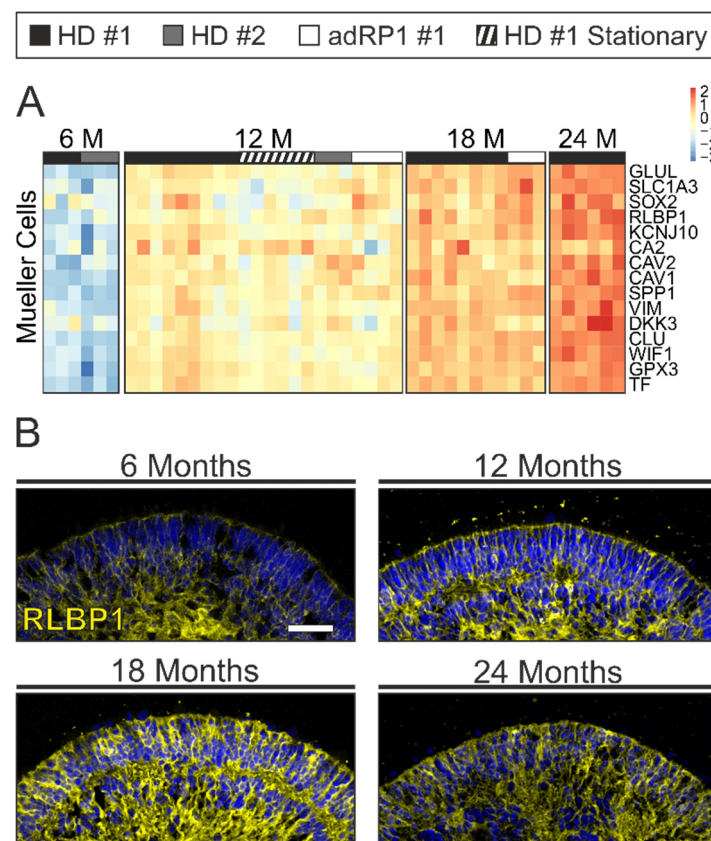 HD #1 HD #2 adRP1 #1 HD #1 Stationary
A
6 M 12 M 18 M 24 M
2
1
0
Mueller Cells
GLUL
SLC1A3
SOX2
RLBP1
KCNJ10
CA2
CAV2
CAV1
SPP1
VIM
DKK3
CLU
WIF1
GPX3
TF
B
6 Months 12 Months
RLBP1
18 Months 24 Months